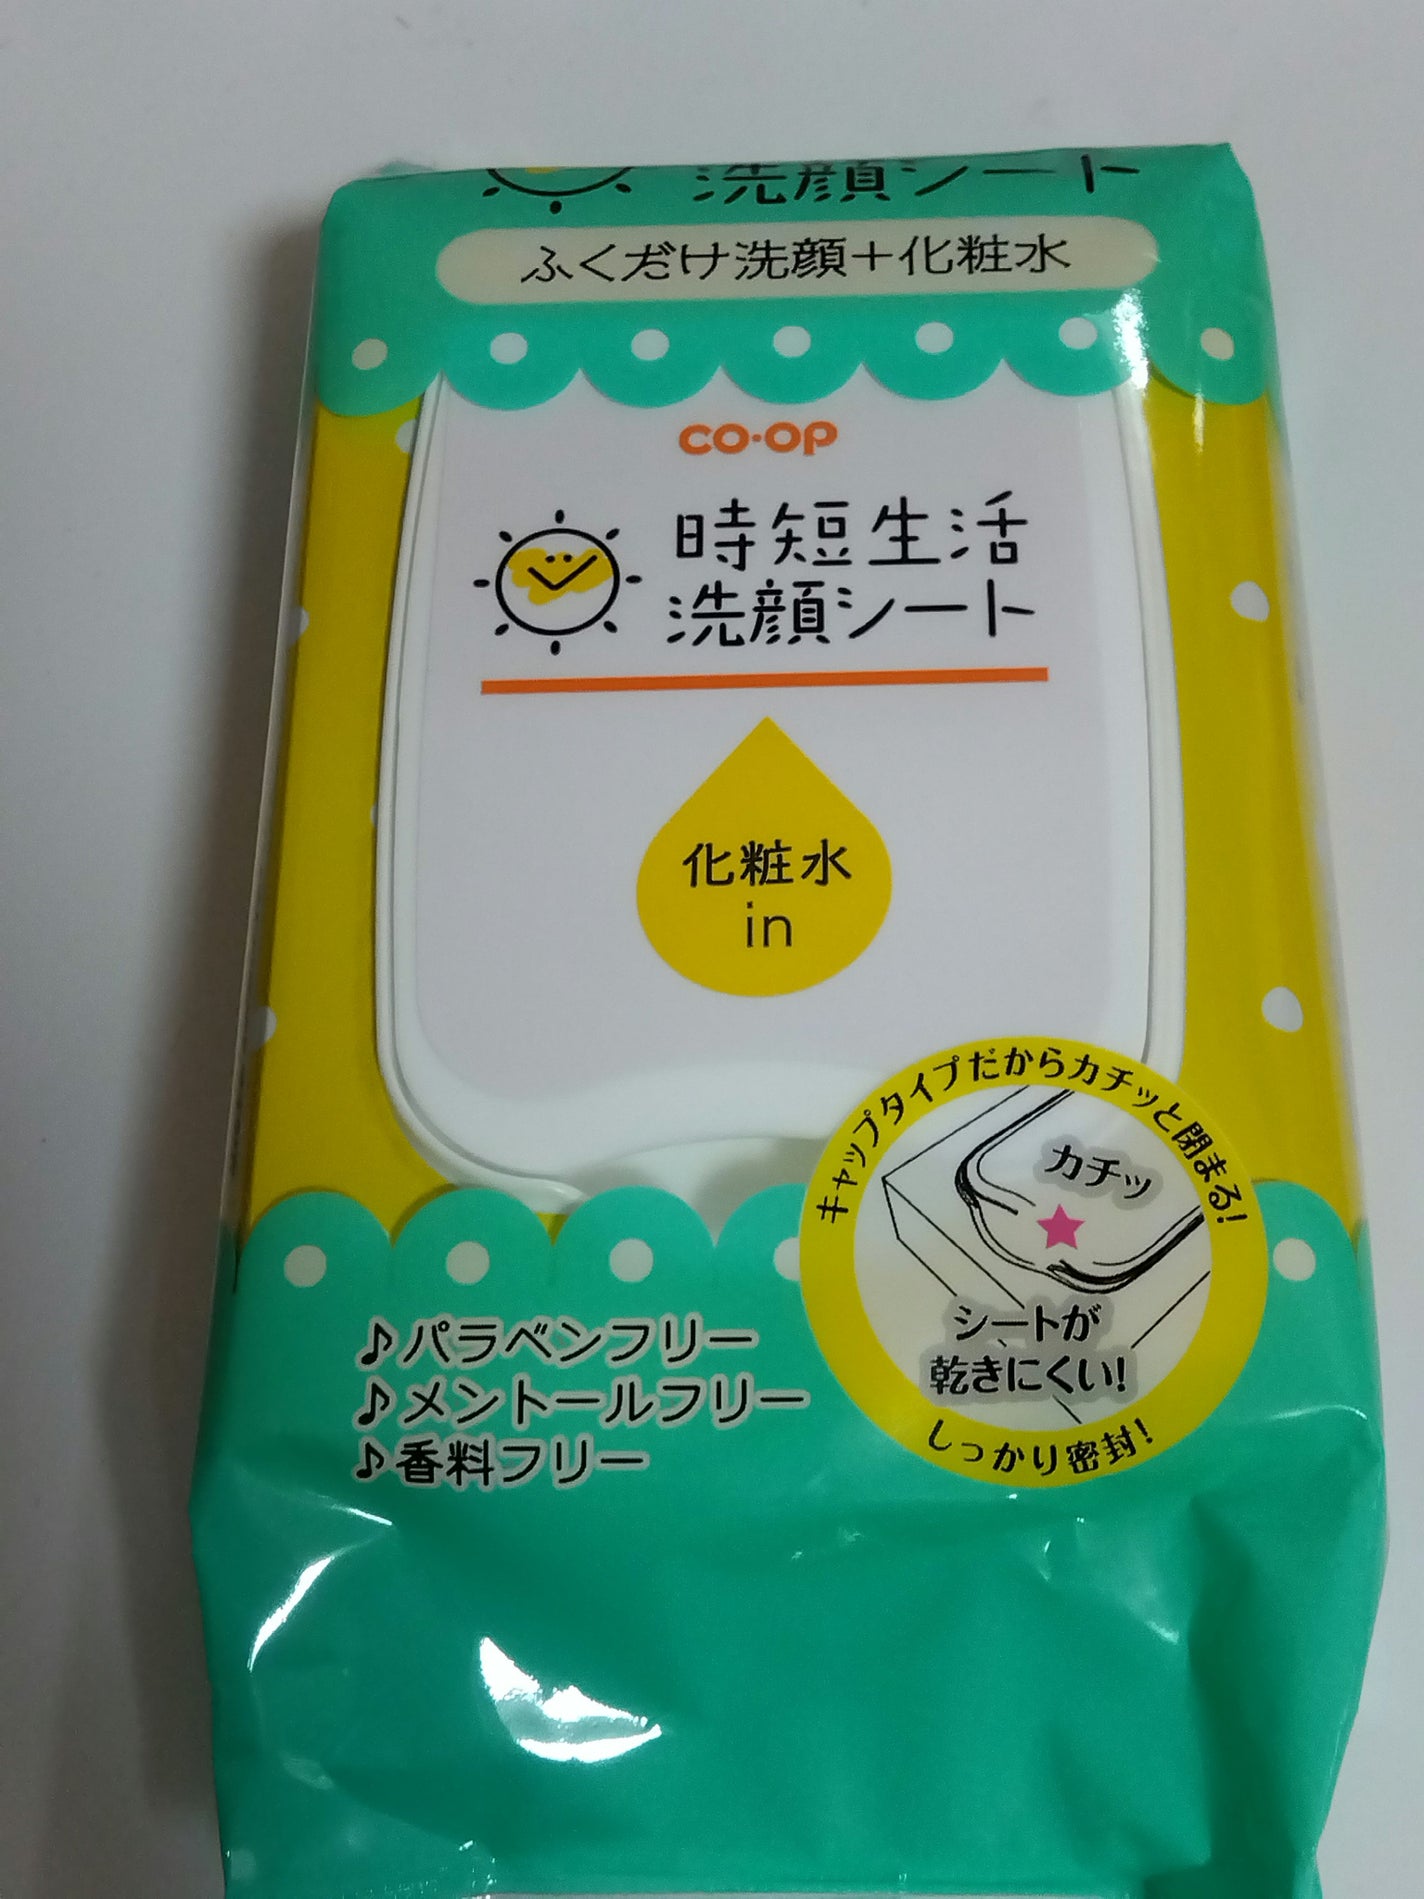 洗顔シート
ふくだけ洗顔+化粧水
CO·OP
時短生活
洗顔シート
化粧水
in
キャップタイプだからカチッと閉まる!
カチッ
シートが
乾きにくい!
しっかり密封!
♪パラベンフリー
♪メントールフリー
♪香料フリー